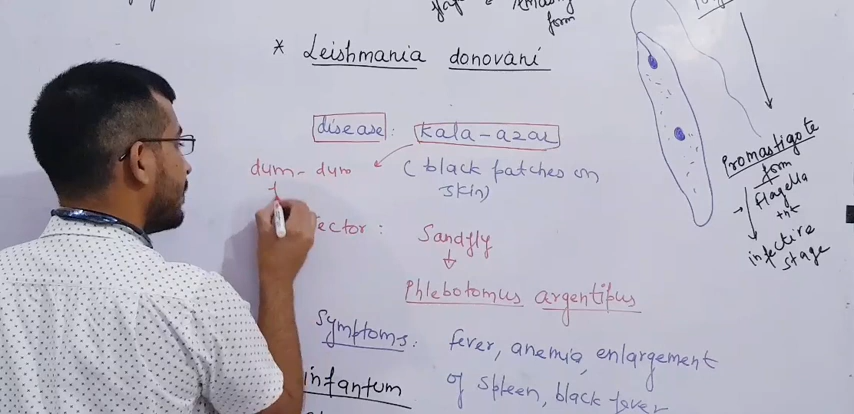 form
* Leishmania donovani
disease: kala-azar
dum-dum (black patches on
skin)
ector: Sandfly
Phlebotomus argentipus
Symptoms: fever, anemia, enlargement
of spleen, black fever
infantum
Promastigote
form
flagella
+nt
infective
stage